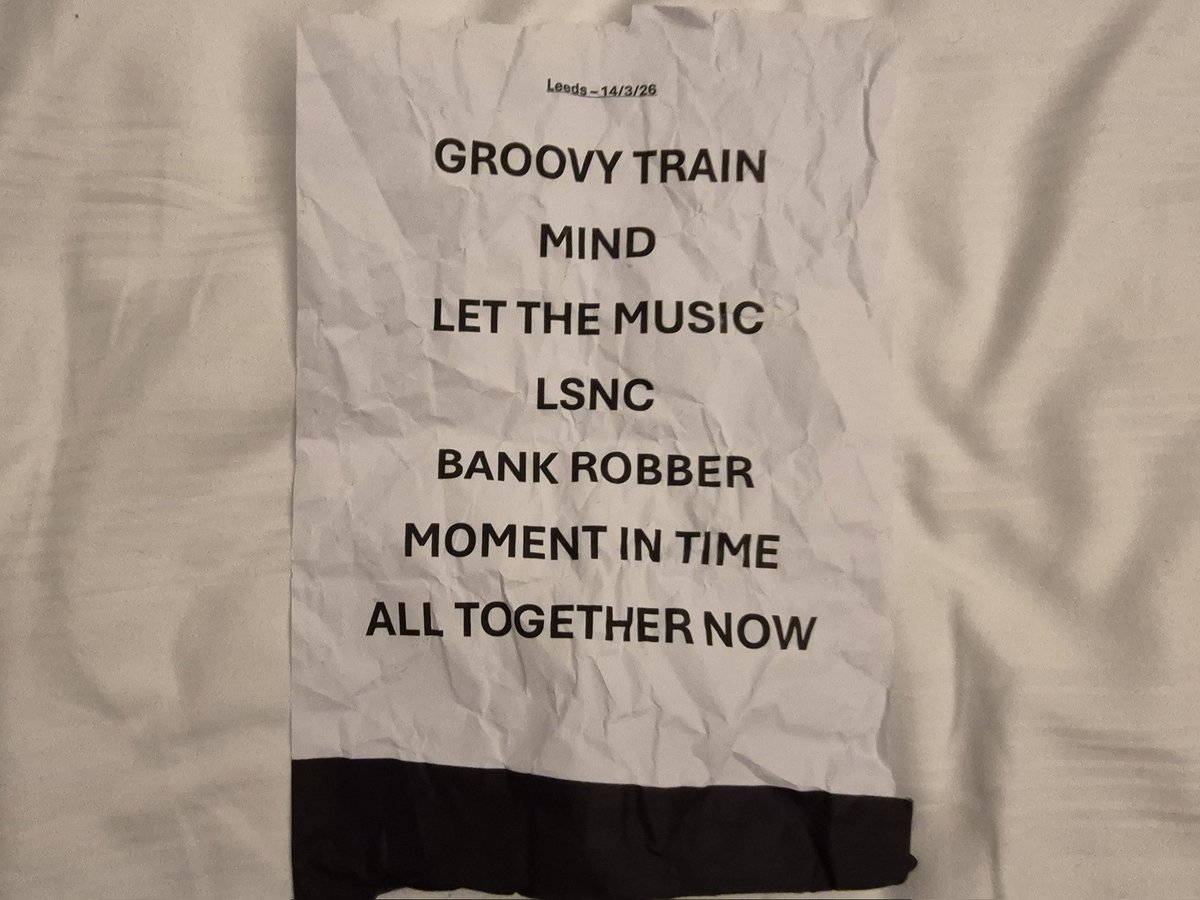 Leeds – 14/3/26
GROOVY TRAIN
MIND
LET THE MUSIC
LSNC
BANK ROBBER
MOMENT IN TIME
ALL TOGETHER NOW